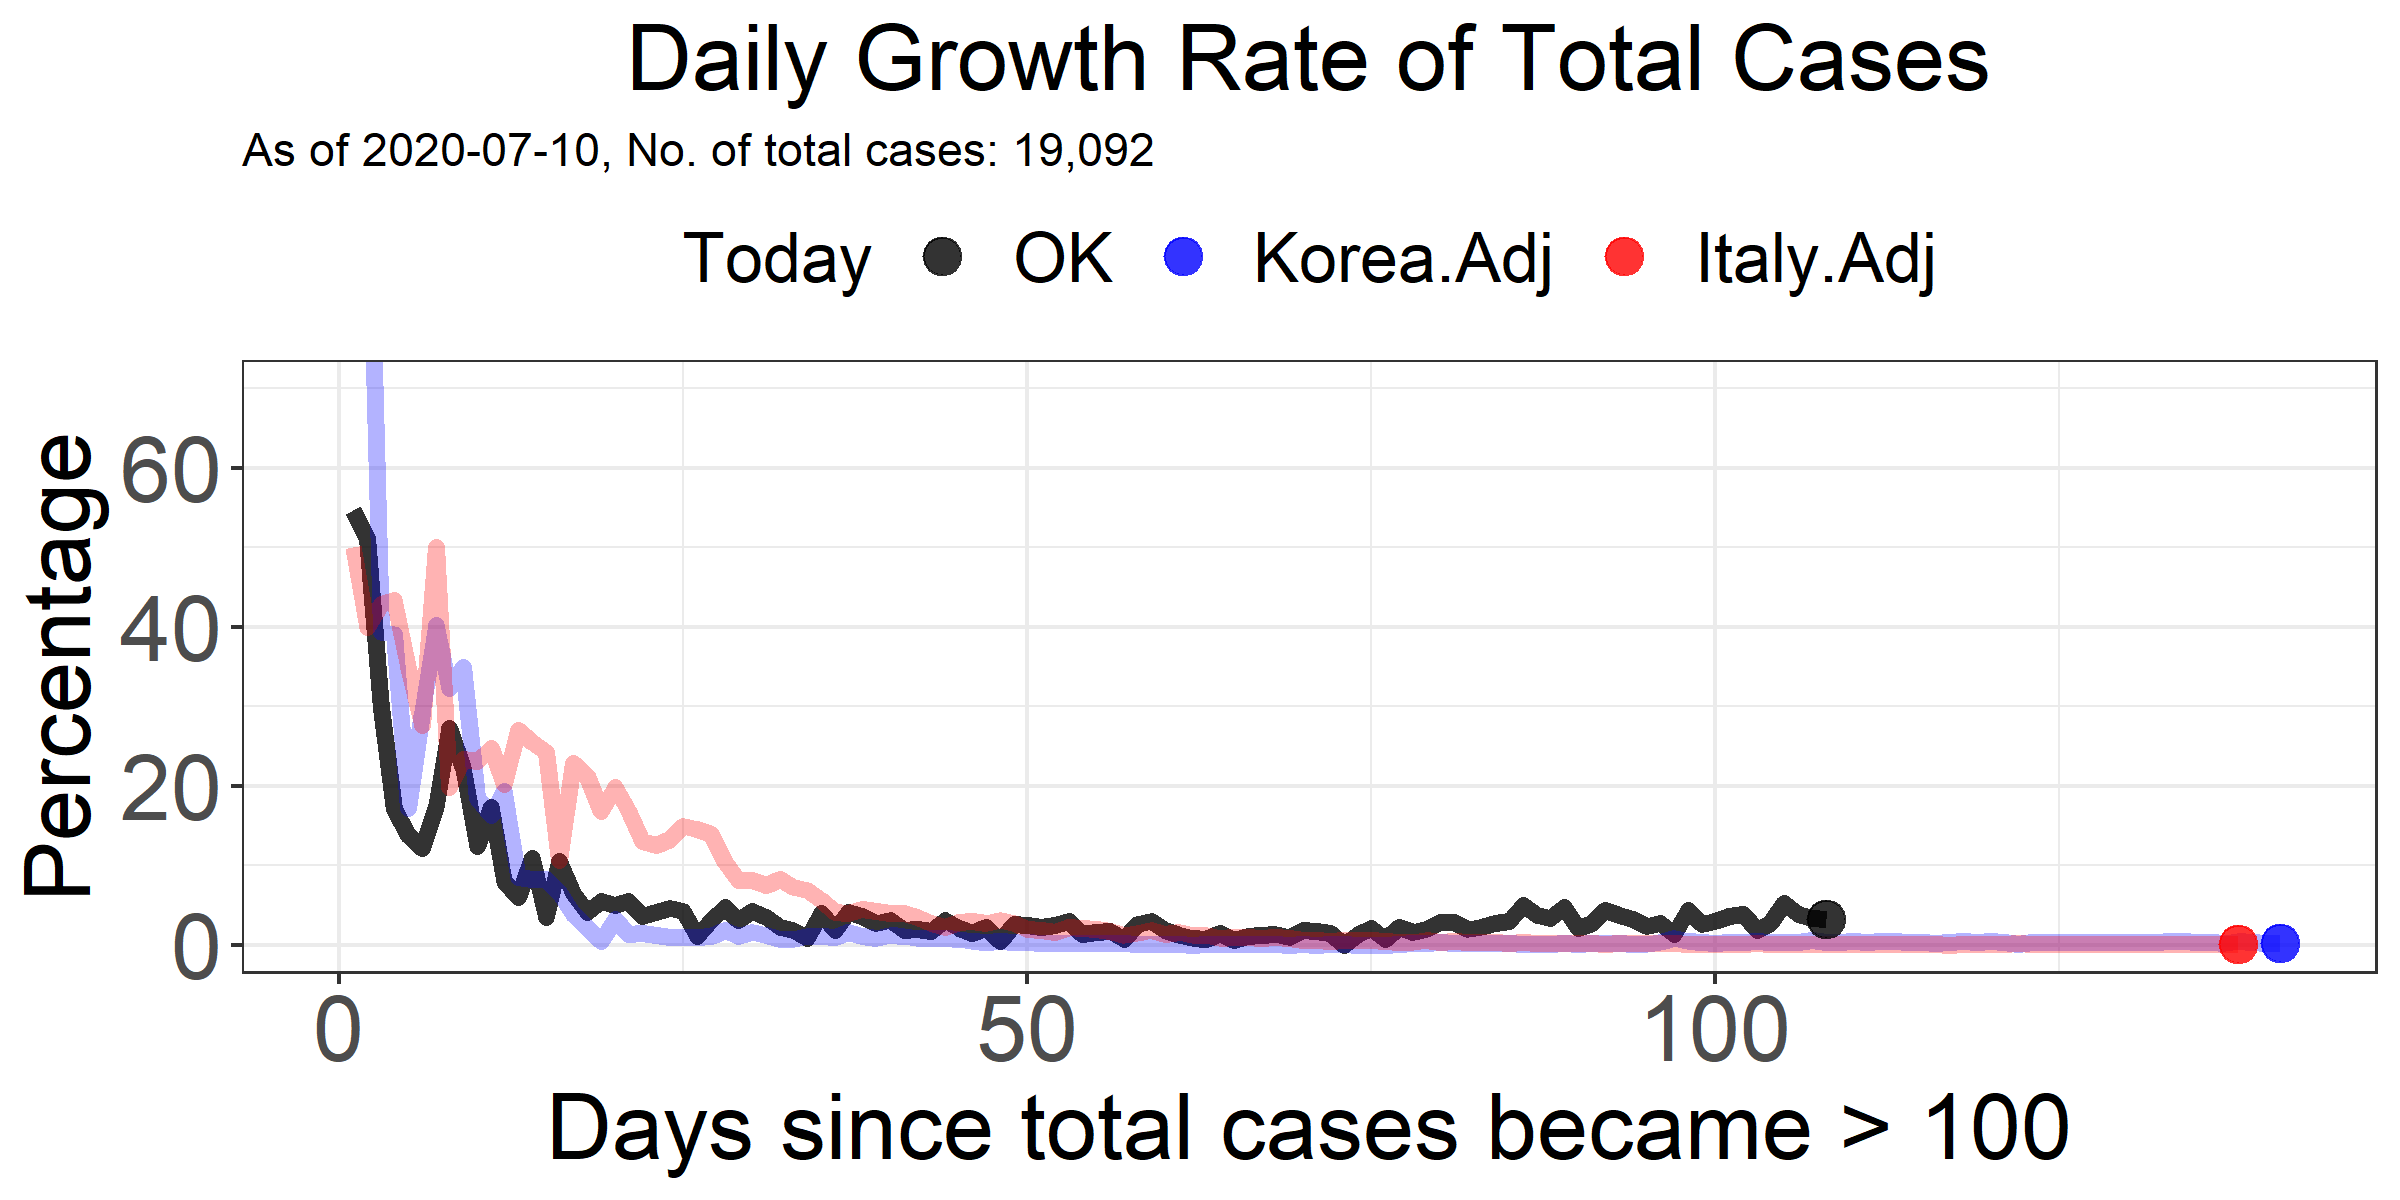 Daily Growth Rate of Total Cases
As of 2020-07-10, No. of total cases: 19,092
Today OK Korea.Adj Italy.Adj
Percentage
60
40
20
0
0 50 100
Days since total cases became > 100